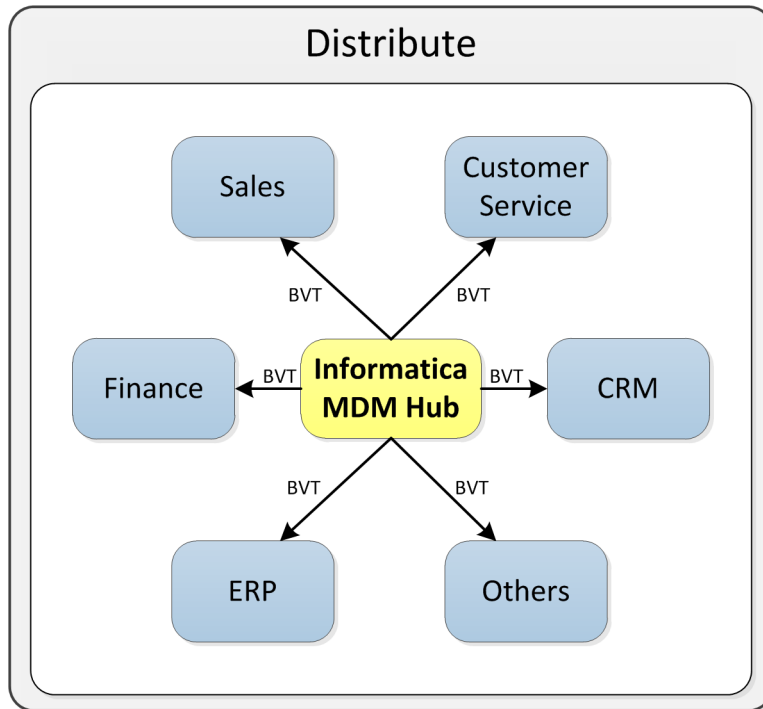 Distribute
Sales
Customer
Service
BVT
BVT
Finance
BVT
Informatica
MDM Hub
BVT
CRM
BVT
BVT
ERP
Others